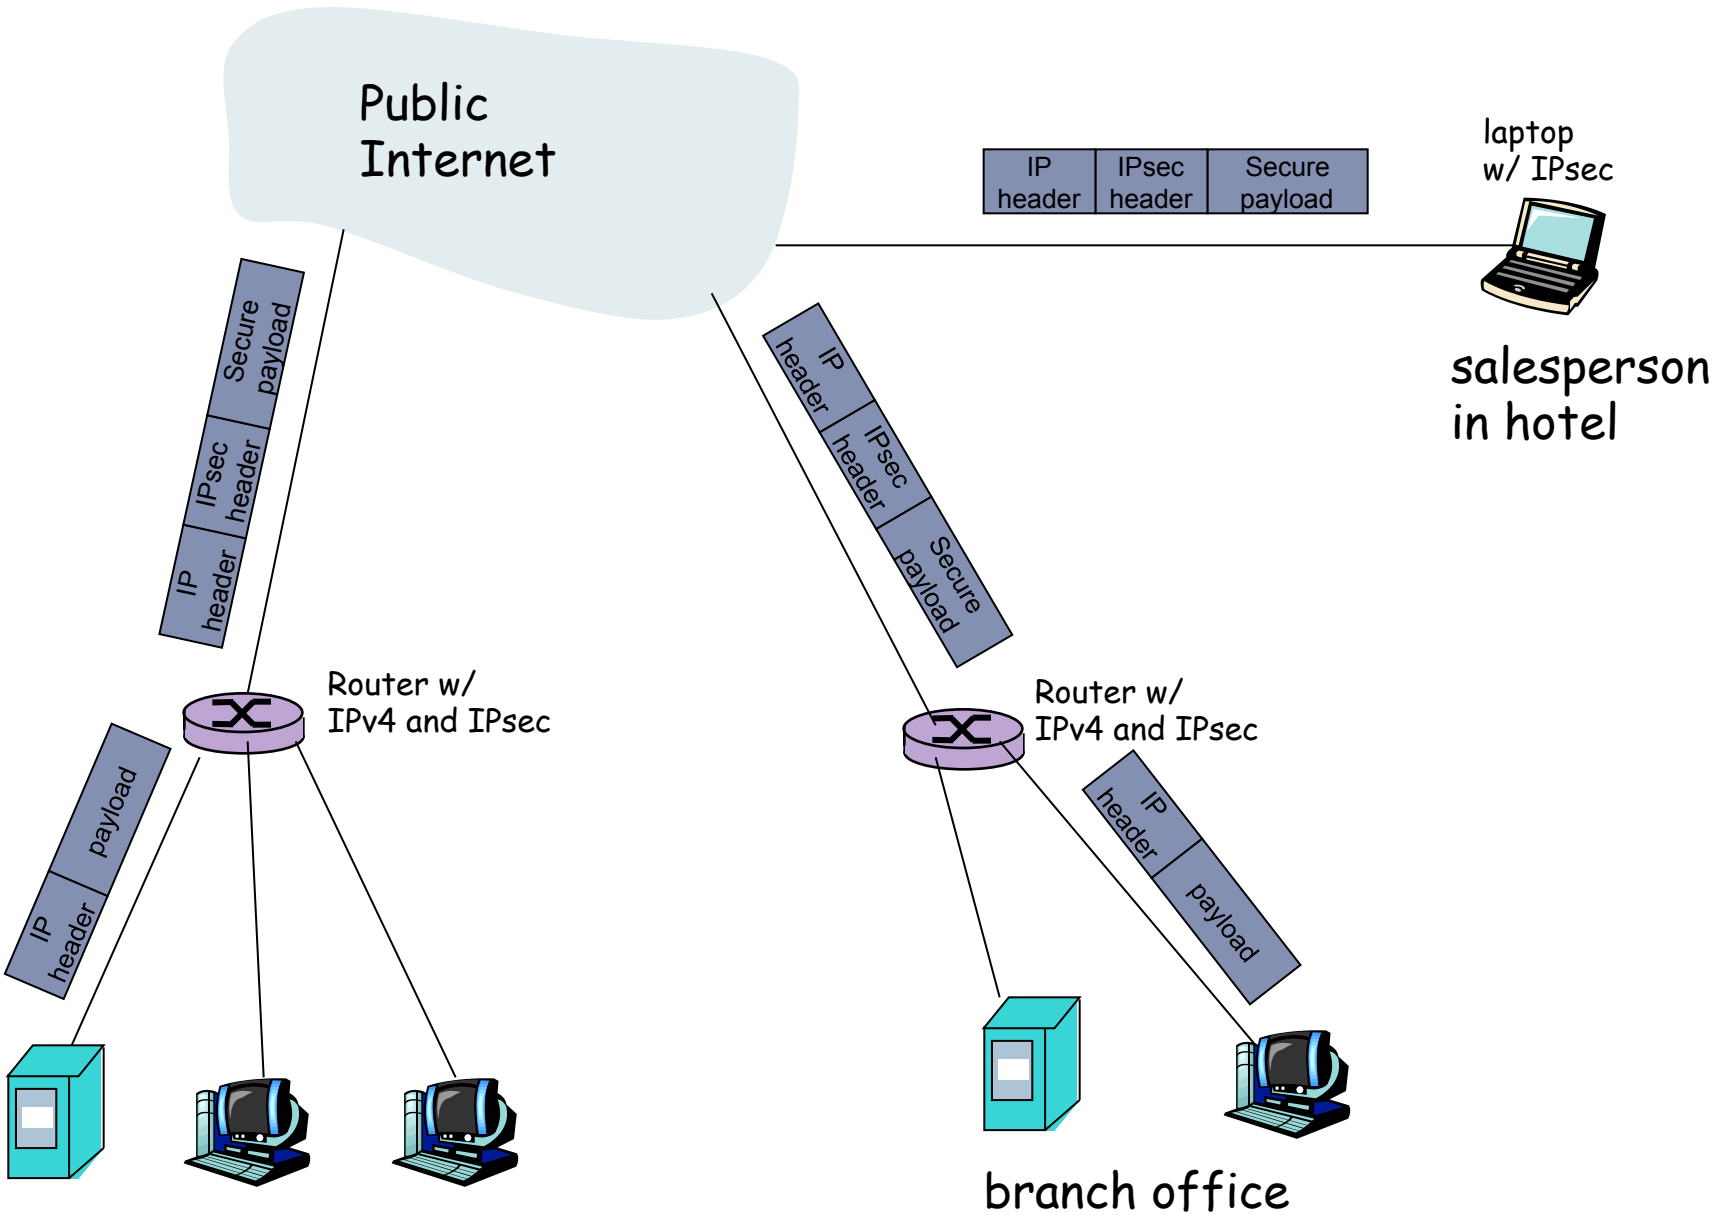 Public
Internet
laptop
w/ IPsec
IP
header
IPsec
header
Secure
payload
salesperson
in hotel
Secure
payload
IPsec
header
IP
header
IP
header
IPsec
header
Secure
payload
Router w/
IPv4 and IPsec
Router w/
IPv4 and IPsec
payload
IP
header
IP
header
payload
branch office